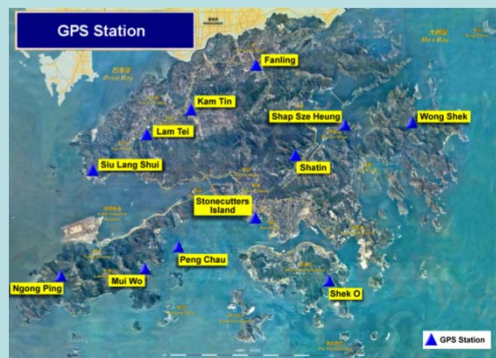 GPS Station
Fanling
Kam Tin
Shap Sze Heung
Wong Shek
Lam Tei
Shatin
Siu Lang Shui
Stonecutters
Island
Peng Chau
Mui Wo
Ngong Ping
Shek O
GPS Station